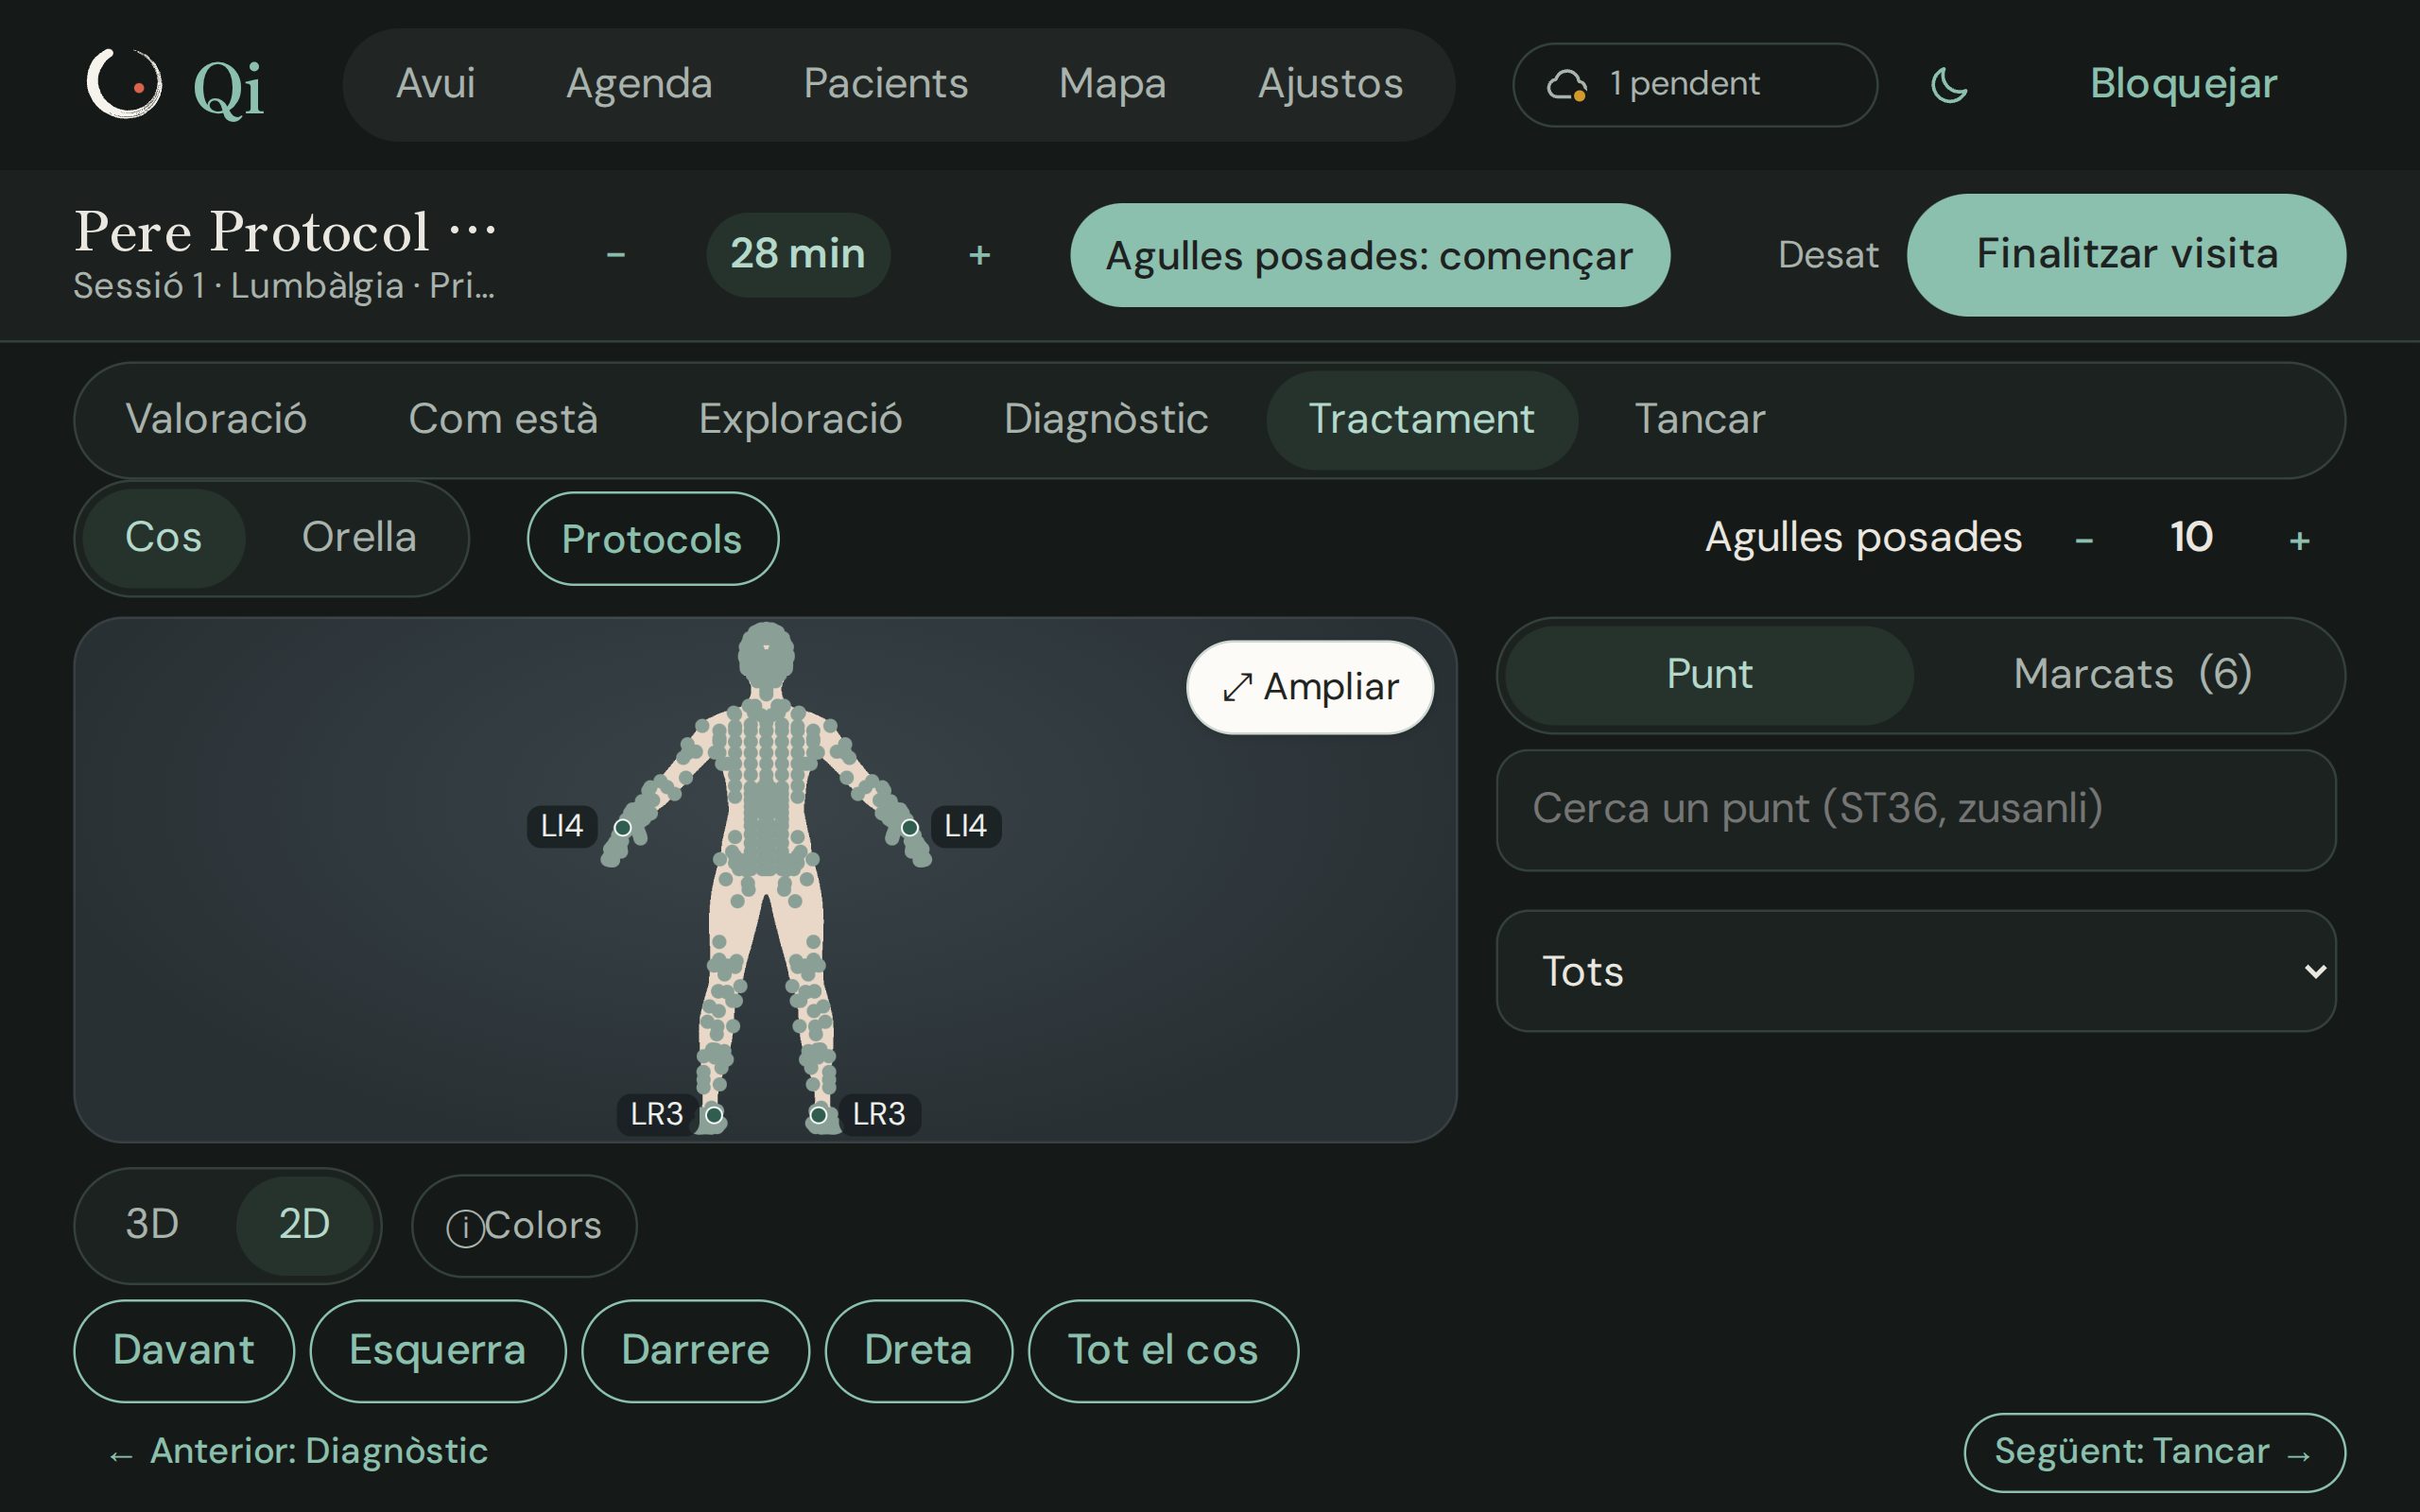 Qi
Avui Agenda Pacients Mapa Ajustos
1 pendent
Bloquejar
Pere Protocol ...
Sessió 1 · Lumbàlgia · Pri...
− 28 min +
Agulles posades: començar
Desat
Finalitzar visita
Valoració Com està Exploració Diagnòstic Tractament Tancar
Cos Orella
Protocols
Agulles posades − 10 +
Ampliar
LI4 LI4
LR3 LR3
Punt Marcats (6)
Cerca un punt (ST36, zusanli)
Tots
3D 2D
ⓘColors
Davant Esquerra Darrere Dreta Tot el cos
← Anterior: Diagnòstic
Següent: Tancar →